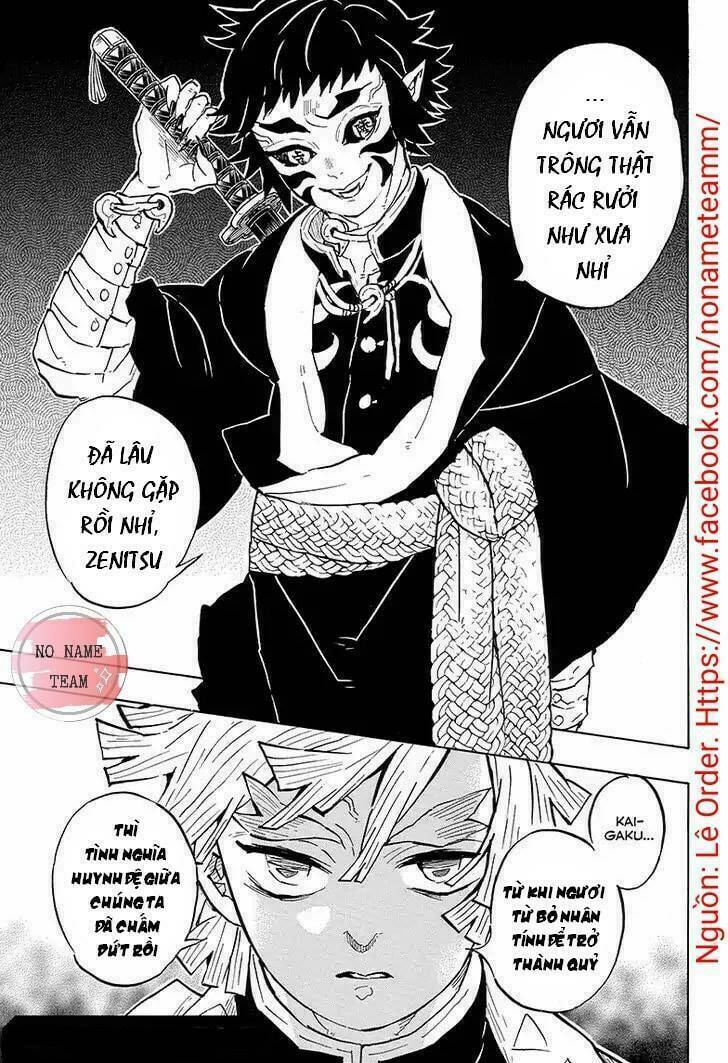 ...
NGƯƠI VẪN
TRÔNG THẬT
RÁC RƯỞI
NHƯ XƯA
NHỈ
ĐÃ LÂU
KHÔNG GẶP
RỒI NHỈ,
ZENITSU
NO NAME
TEAM
KAI-
GAKU...
TỪ KHI NGƯƠI
TỪ BỎ NHÂN
TÍNH ĐỂ TRỞ
THÀNH QUỶ
THÌ
TÌNH NGHĨA
HUYNH ĐỆ GIỮA
CHÚNG TA
ĐÃ CHẤM
DỨT RỒI
Nguồn: Lê Order. Https://www.facebook.com/nonameteamm/